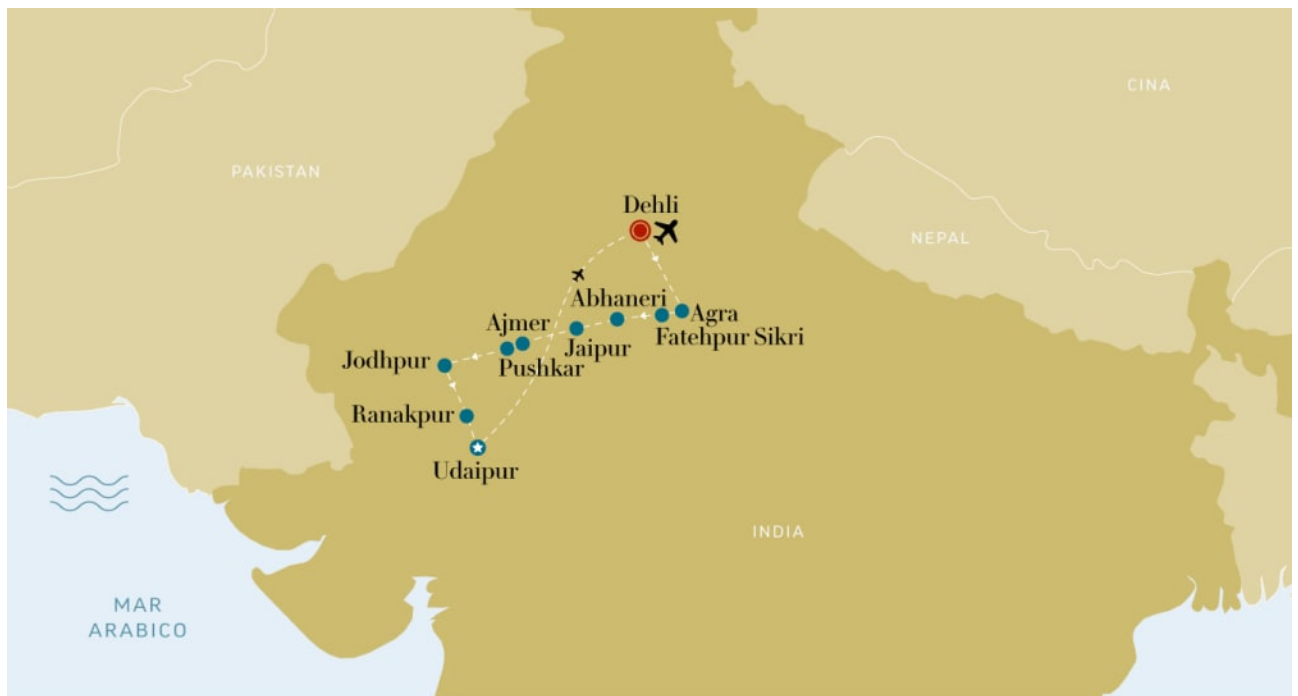 CINA
PAKISTAN
Dehli
NEPAL
Abhaneri
Agra
Ajmer
Fatehpur Sikri
Jaipur
Jodhpur
Pushkar
Ranakpur
Udaipur
INDIA
MAR
ARABICO